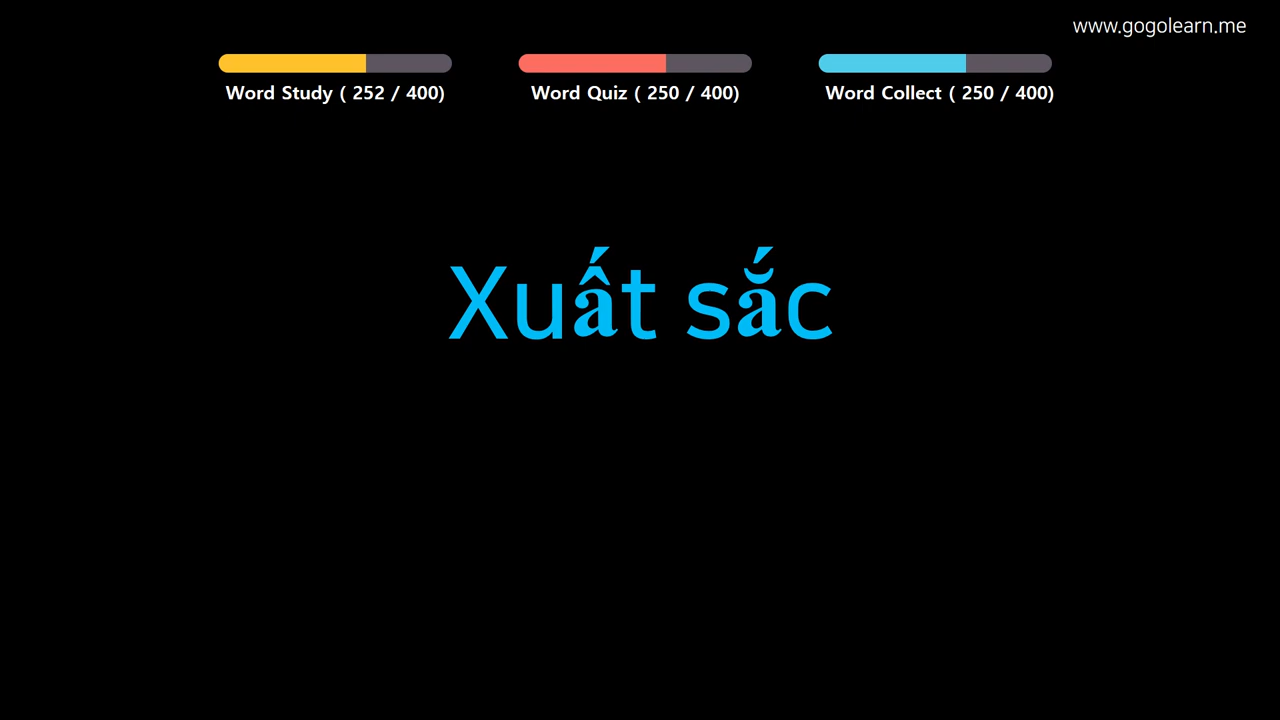 www.gogolearn.me
Word Study ( 252 / 400)
Word Quiz ( 250 / 400)
Word Collect ( 250 / 400)
Xuất sắc